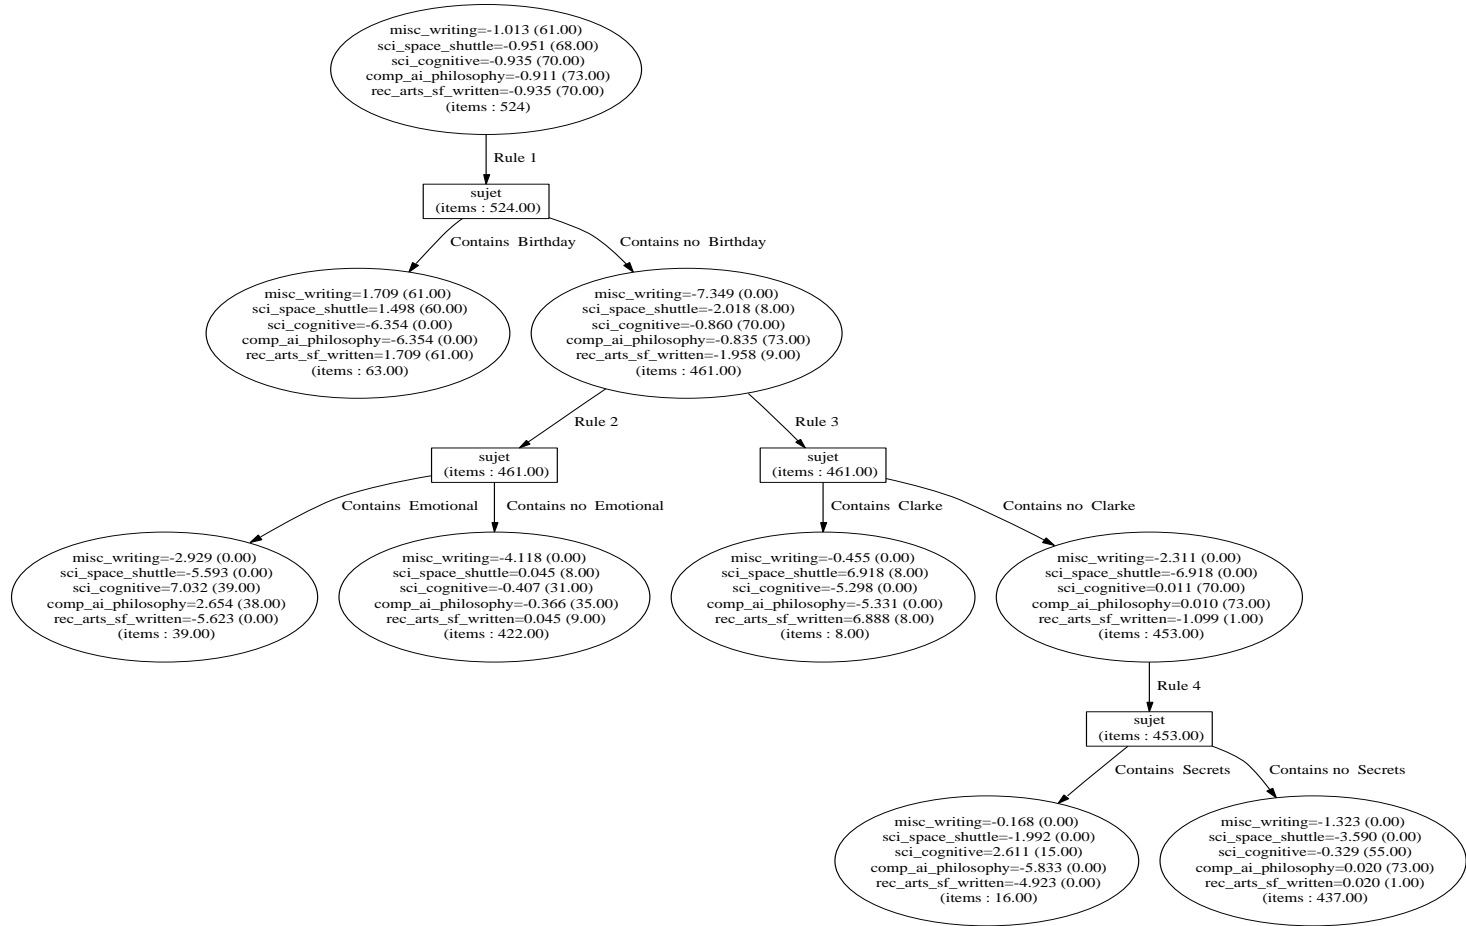 misc_writing=-1.013 (61.00)
sci_space_shuttle=-0.951 (68.00)
sci_cognitive=-0.935 (70.00)
comp_ai_philosophy=-0.911 (73.00)
rec_arts_sf_written=-0.935 (70.00)
(items : 524)
Rule 1
sujet
(items : 524.00)
Contains Birthday
Contains no Birthday
misc_writing=1.709 (61.00)
sci_space_shuttle=1.498 (60.00)
sci_cognitive=-6.354 (0.00)
comp_ai_philosophy=-6.354 (0.00)
rec_arts_sf_written=1.709 (61.00)
(items : 63.00)
misc_writing=-7.349 (0.00)
sci_space_shuttle=-2.018 (8.00)
sci_cognitive=-0.860 (70.00)
comp_ai_philosophy=-0.835 (73.00)
rec_arts_sf_written=-1.958 (9.00)
(items : 461.00)
Rule 2
Rule 3
sujet
(items : 461.00)
sujet
(items : 461.00)
Contains Emotional
Contains no Emotional
Contains Clarke
Contains no Clarke
misc_writing=-2.929 (0.00)
sci_space_shuttle=-5.593 (0.00)
sci_cognitive=7.032 (39.00)
comp_ai_philosophy=2.654 (38.00)
rec_arts_sf_written=-5.623 (0.00)
(items : 39.00)
misc_writing=-4.118 (0.00)
sci_space_shuttle=0.045 (8.00)
sci_cognitive=-0.407 (31.00)
comp_ai_philosophy=-0.366 (35.00)
rec_arts_sf_written=0.045 (9.00)
(items : 422.00)
misc_writing=-0.455 (0.00)
sci_space_shuttle=6.918 (8.00)
sci_cognitive=-5.298 (0.00)
comp_ai_philosophy=-5.331 (0.00)
rec_arts_sf_written=6.888 (8.00)
(items : 8.00)
misc_writing=-2.311 (0.00)
sci_space_shuttle=-6.918 (0.00)
sci_cognitive=0.011 (70.00)
comp_ai_philosophy=0.010 (73.00)
rec_arts_sf_written=-1.099 (1.00)
(items : 453.00)
Rule 4
sujet
(items : 453.00)
Contains Secrets
Contains no Secrets
misc_writing=-0.168 (0.00)
sci_space_shuttle=-1.992 (0.00)
sci_cognitive=2.611 (15.00)
comp_ai_philosophy=-5.833 (0.00)
rec_arts_sf_written=-4.923 (0.00)
(items : 16.00)
misc_writing=-1.323 (0.00)
sci_space_shuttle=-3.590 (0.00)
sci_cognitive=-0.329 (55.00)
comp_ai_philosophy=0.020 (73.00)
rec_arts_sf_written=0.020 (1.00)
(items : 437.00)